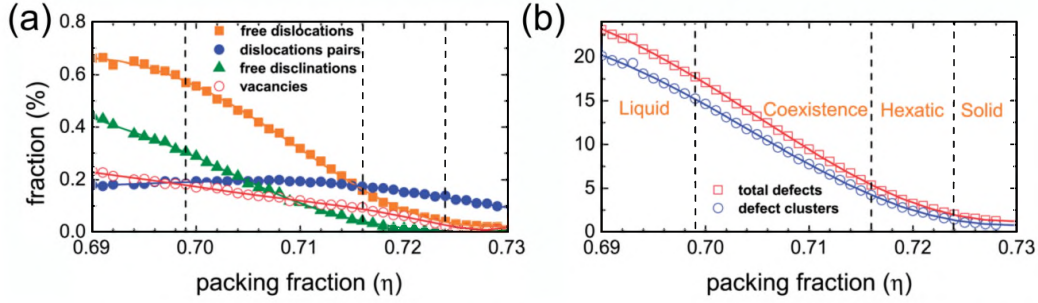 (a)
0.8
0.6
0.4
0.2
0.0
fraction (%)
free dislocations
dislocations pairs
free disclinations
vacancies
0.69
0.70
0.71
0.72
0.73
packing fraction (η)
(b)
20
15
10
5
0
Liquid
Coexistence
Hexatic
Solid
total defects
defect clusters
0.69
0.70
0.71
0.72
0.73
packing fraction (η)